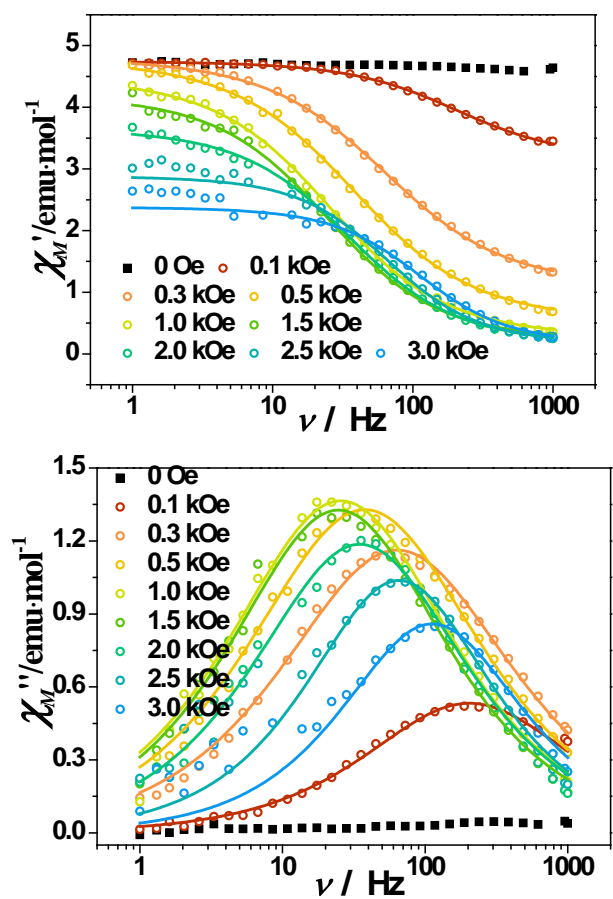 χM'/emu·mol-1
5
4
3
2
1
0
0 Oe 0.1 kOe
0.3 kOe 0.5 kOe
1.0 kOe 1.5 kOe
2.0 kOe 2.5 kOe 3.0 kOe
1 10 100 1000
ν / Hz
χM''/emu·mol-1
1.5
1.2
0.9
0.6
0.3
0.0
0 Oe
0.1 kOe
0.3 kOe
0.5 kOe
1.0 kOe
1.5 kOe
2.0 kOe
2.5 kOe
3.0 kOe
1 10 100 1000
ν / Hz